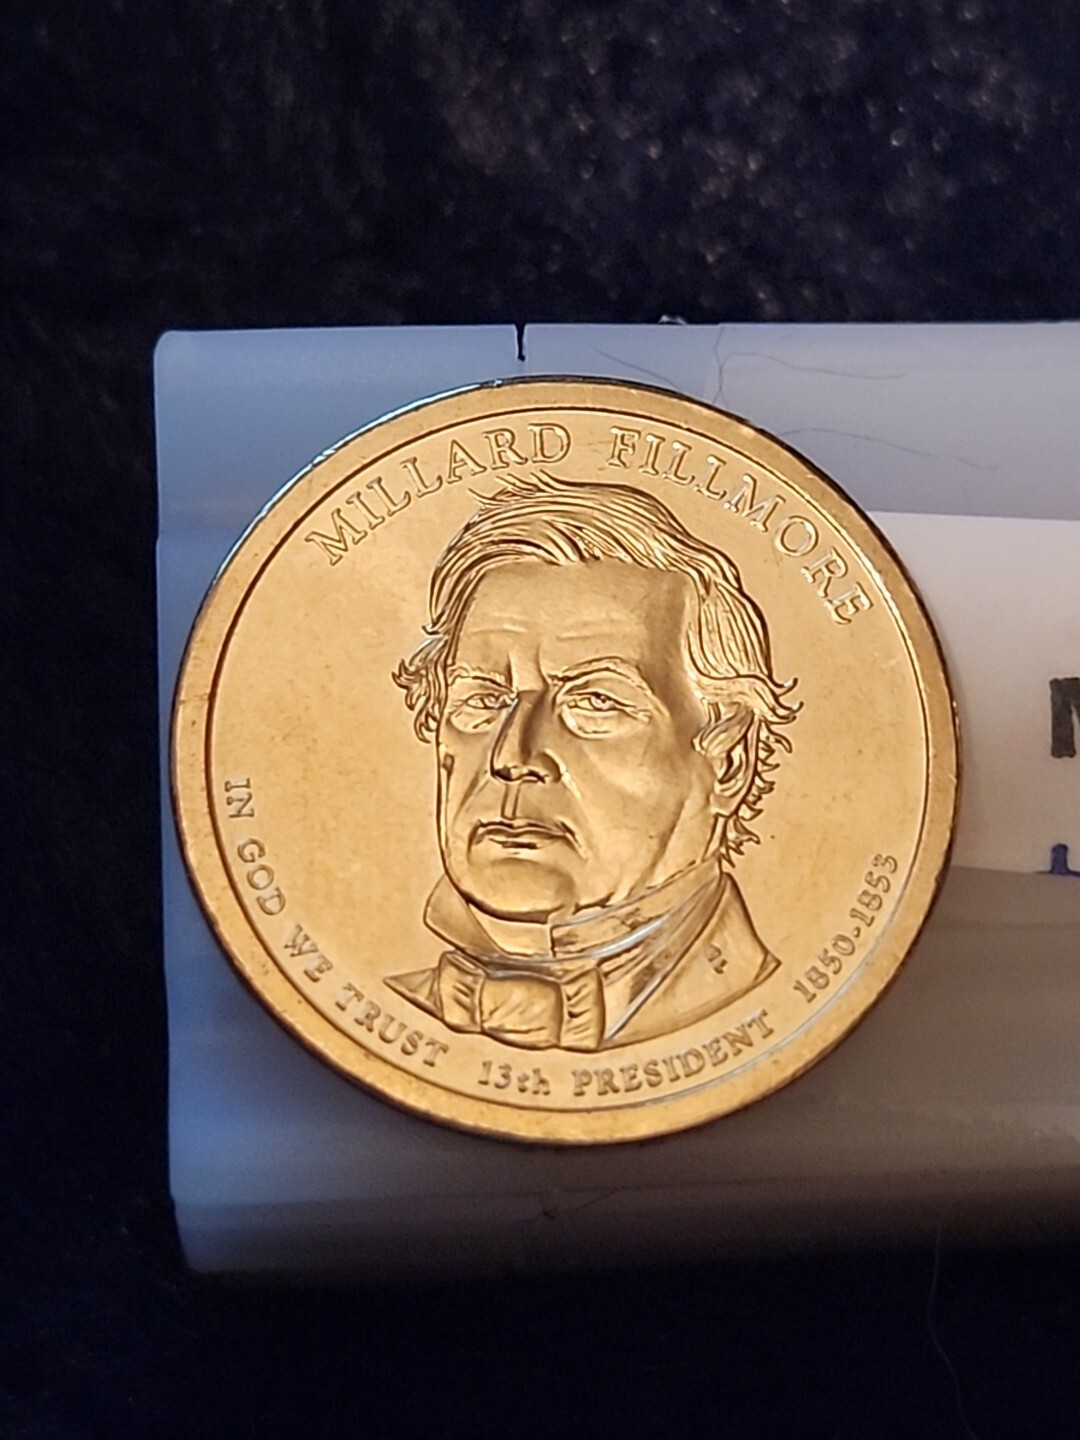 MILLARD FILLMORE
IN GOD WE TRUST 13th PRESIDENT 1850-1853